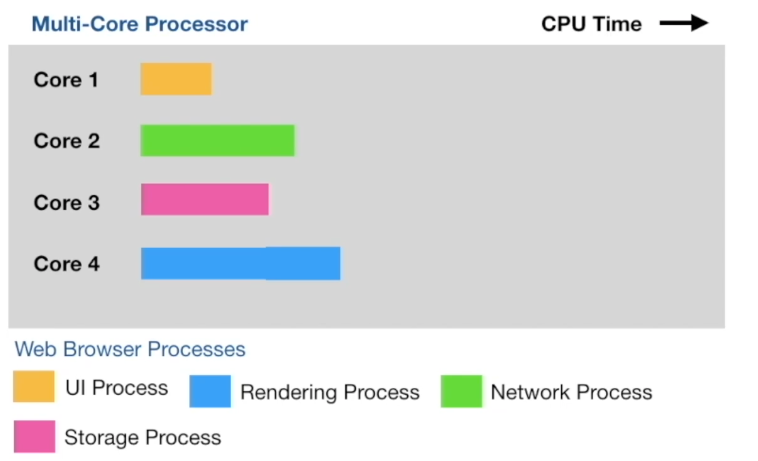 Multi-Core Processor
CPU Time
Core 1
Core 2
Core 3
Core 4
Web Browser Processes
UI Process
Rendering Process
Network Process
Storage Process